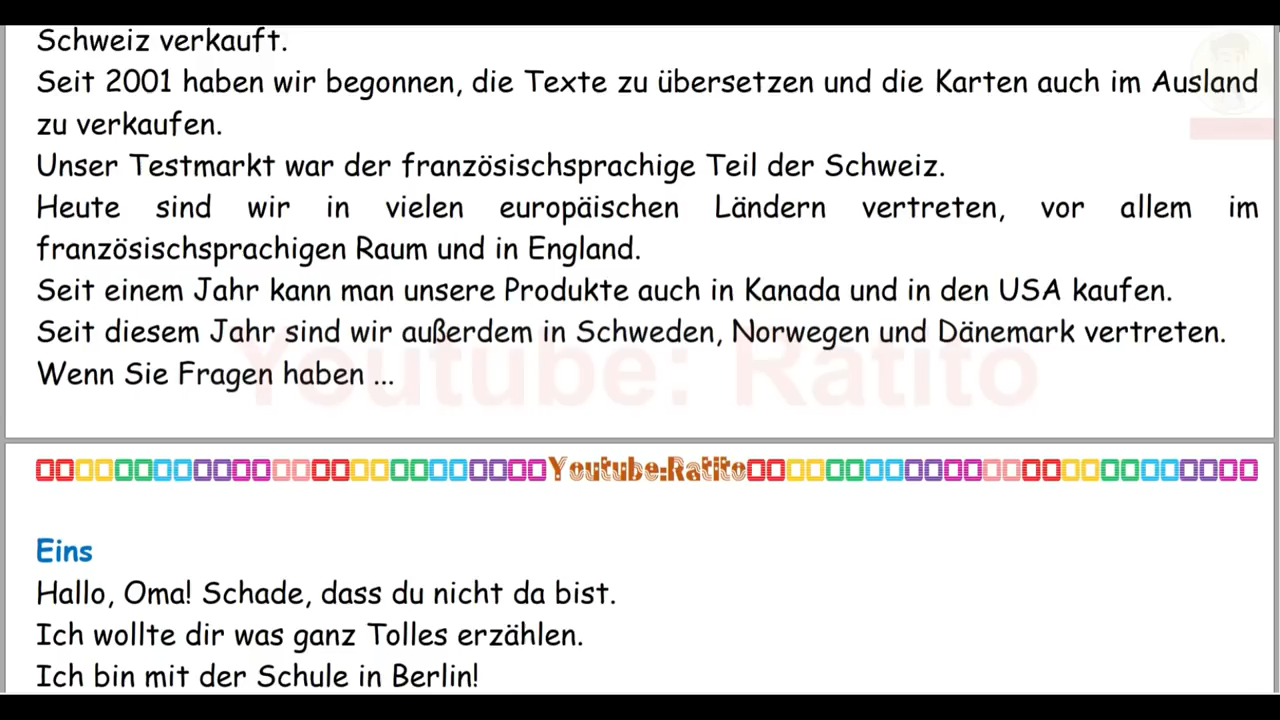 Schweiz verkauft.
Seit 2001 haben wir begonnen, die Texte zu übersetzen und die Karten auch im Ausland
zu verkaufen.
Unser Testmarkt war der französischsprachige Teil der Schweiz.
Heute sind wir in vielen europäischen Ländern vertreten, vor allem im
französischsprachigen Raum und in England.
Seit einem Jahr kann man unsere Produkte auch in Kanada und in den USA kaufen.
Seit diesem Jahr sind wir außerdem in Schweden, Norwegen und Dänemark vertreten.
Youtube: Ratito
Wenn Sie Fragen haben ...
Youtube:Ratito
Eins
Hallo, Oma! Schade, dass du nicht da bist.
Ich wollte dir was ganz Tolles erzählen.
Ich bin mit der Schule in Berlin!